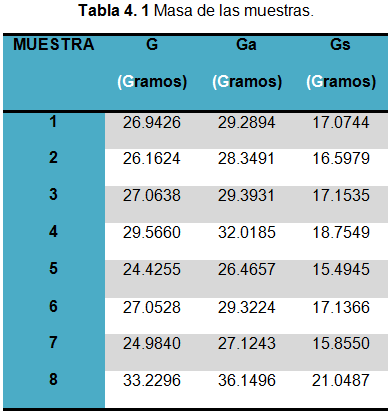 Tabla 4. 1 Masa de las muestras.
MUESTRA G Ga Gs
(Gramos) (Gramos) (Gramos)
1 26.9426 29.2894 17.0744
2 26.1624 28.3491 16.5979
3 27.0638 29.3931 17.1535
4 29.5660 32.0185 18.7549
5 24.4255 26.4657 15.4945
6 27.0528 29.3224 17.1366
7 24.9840 27.1243 15.8550
8 33.2296 36.1496 21.0487